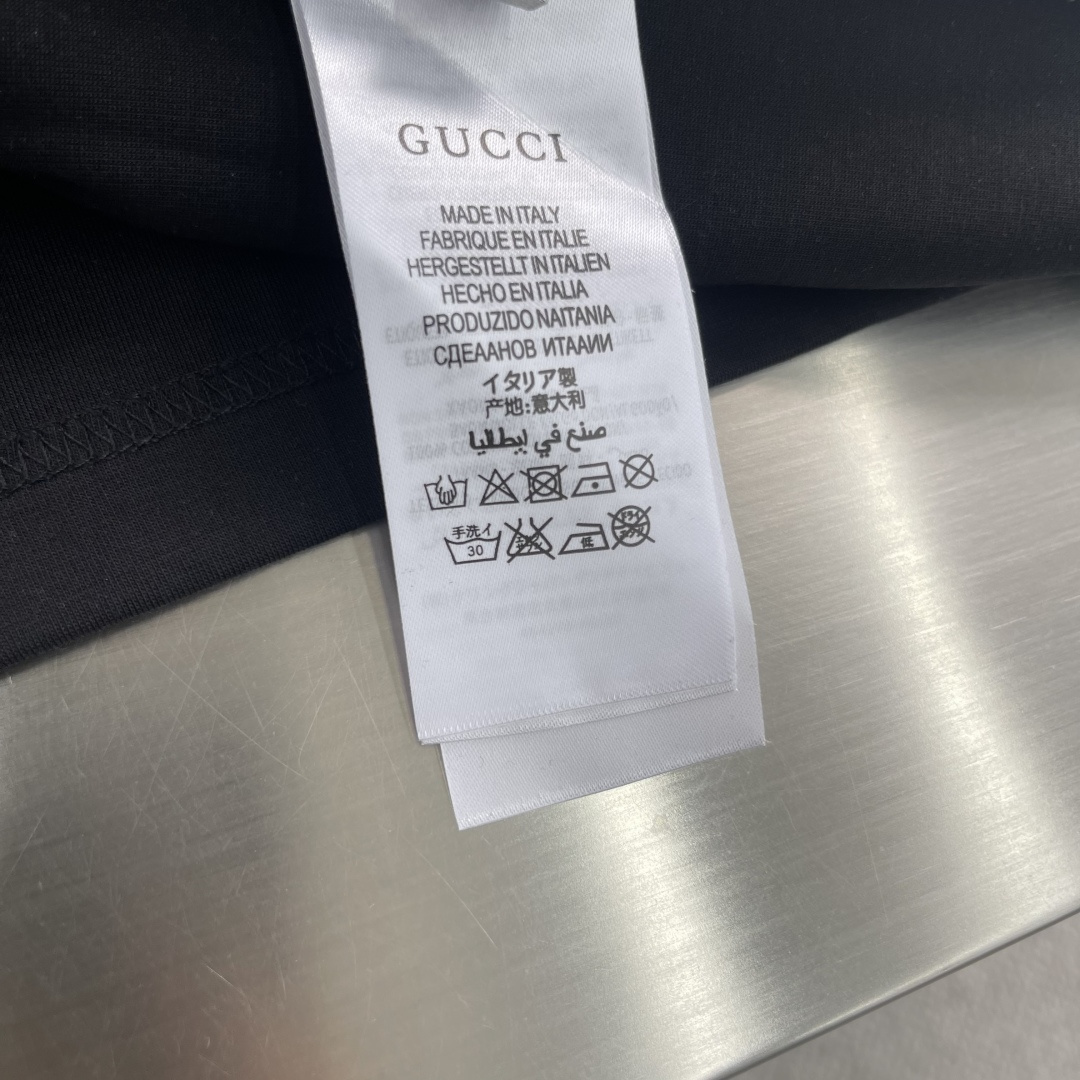 GUCCI
MADE IN ITALY
FABRIQUE EN ITALIE
HERGESTELLT IN ITALIEN
HECHO EN ITALIA
PRODUZIDO NAITANIA
СДЕААНОВ ИТААИИ
イタリア製
产地:意大利
صنع في إيطاليا
手洗イ
30
低